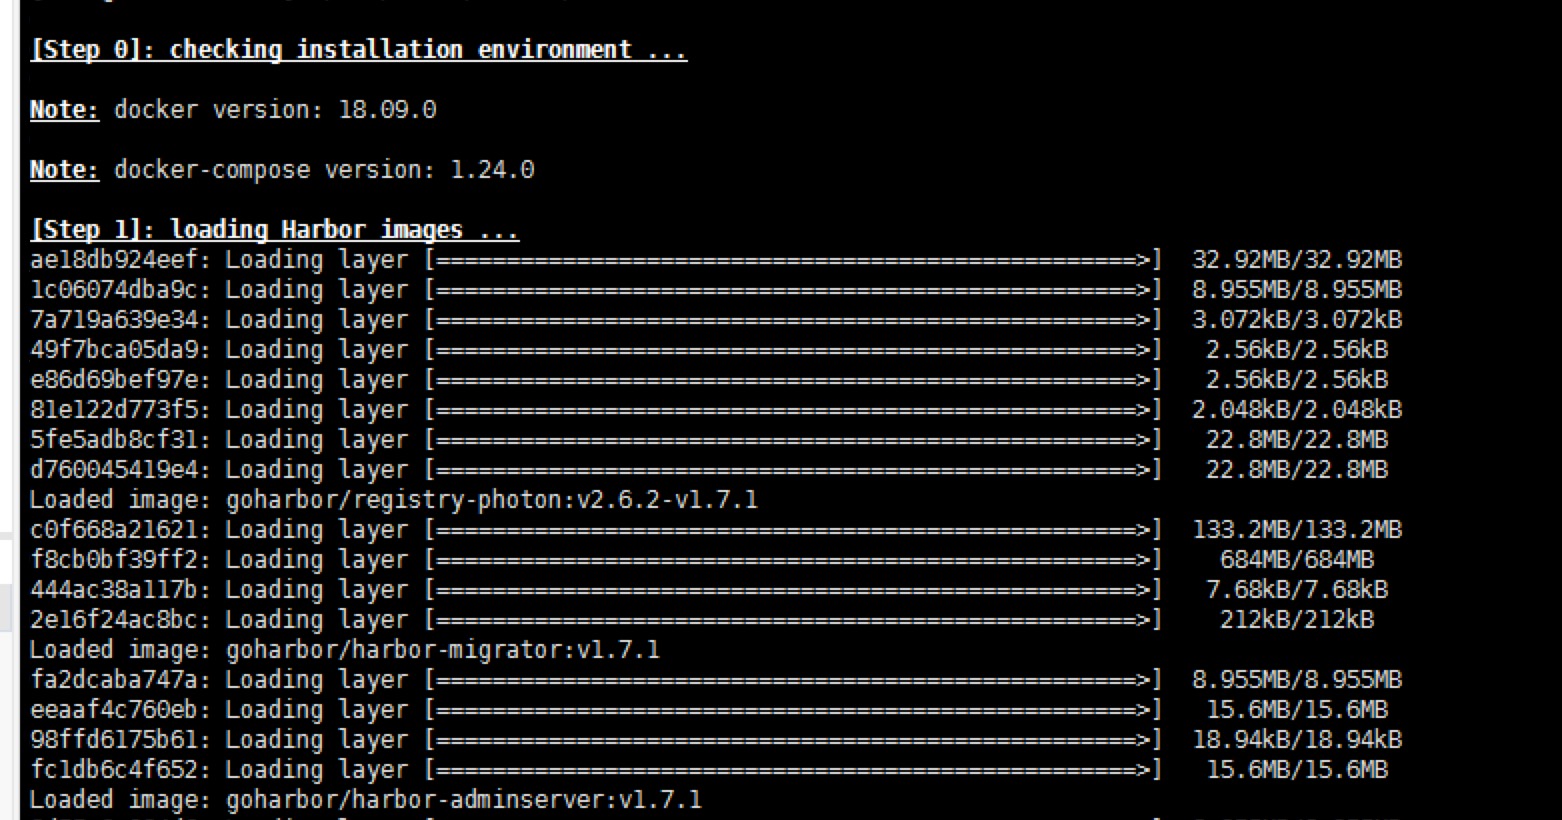 [Step 0]: checking installation environment ...
Note: docker version: 18.09.0
Note: docker-compose version: 1.24.0
[Step 1]: loading Harbor images ...
ae18db924eef: Loading layer [==================================================>]  32.92MB/32.92MB
1c06074dba9c: Loading layer [==================================================>]  8.955MB/8.955MB
7a719a639e34: Loading layer [==================================================>]  3.072kB/3.072kB
49f7bca05da9: Loading layer [==================================================>]   2.56kB/2.56kB
e86d69bef97e: Loading layer [==================================================>]   2.56kB/2.56kB
81e122d773f5: Loading layer [==================================================>]  2.048kB/2.048kB
5fe5adb8cf31: Loading layer [==================================================>]   22.8MB/22.8MB
d760045419e4: Loading layer [==================================================>]   22.8MB/22.8MB
Loaded image: goharbor/registry-photon:v2.6.2-v1.7.1
c0f668a21621: Loading layer [==================================================>]  133.2MB/133.2MB
f8cb0bf39ff2: Loading layer [==================================================>]    684MB/684MB
444ac38a117b: Loading layer [==================================================>]   7.68kB/7.68kB
2e16f24ac8bc: Loading layer [==================================================>]    212kB/212kB
Loaded image: goharbor/harbor-migrator:v1.7.1
fa2dcaba747a: Loading layer [==================================================>]  8.955MB/8.955MB
eeaaf4c760eb: Loading layer [==================================================>]   15.6MB/15.6MB
98ffd6175b61: Loading layer [==================================================>]  18.94kB/18.94kB
fc1db6c4f652: Loading layer [==================================================>]   15.6MB/15.6MB
Loaded image: goharbor/harbor-adminserver:v1.7.1